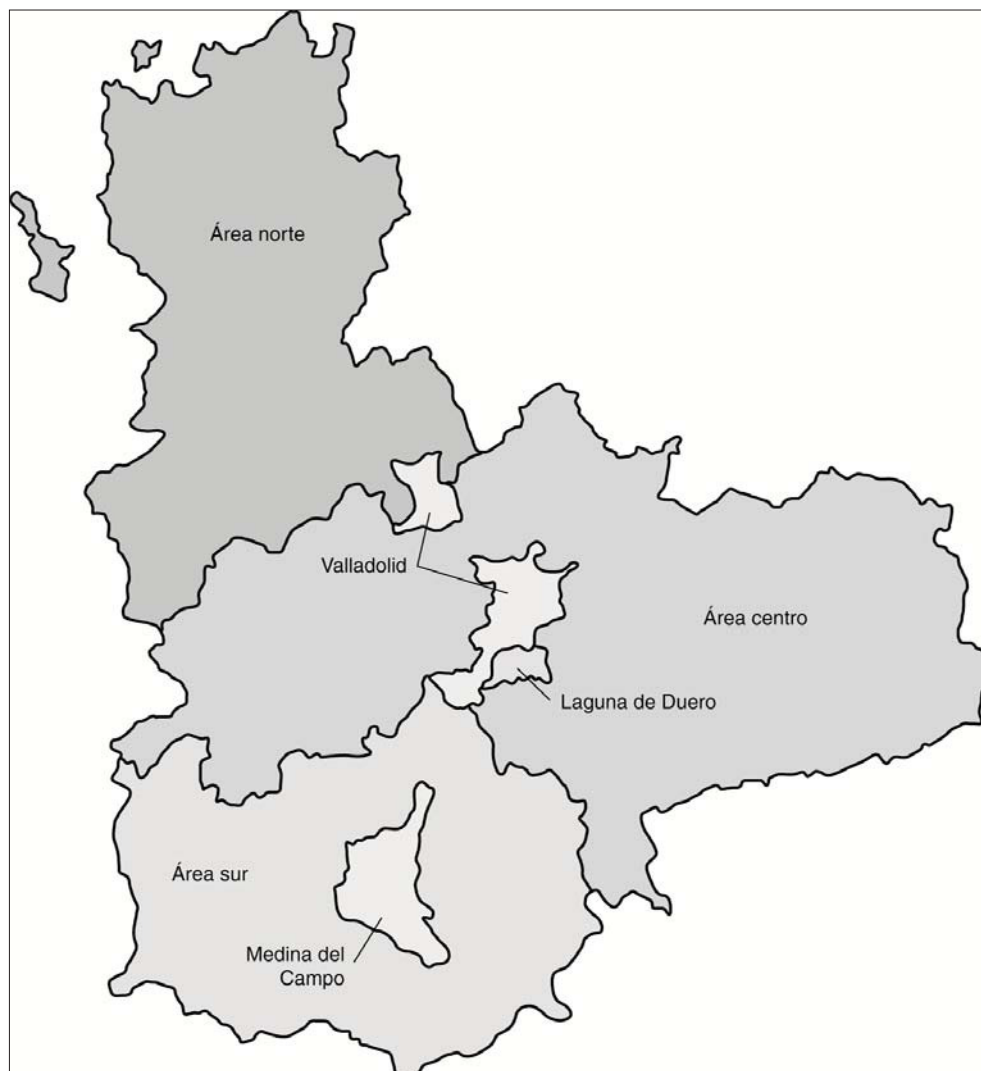 Área norte
Valladolid
Área centro
Laguna de Duero
Área sur
Medina del
Campo